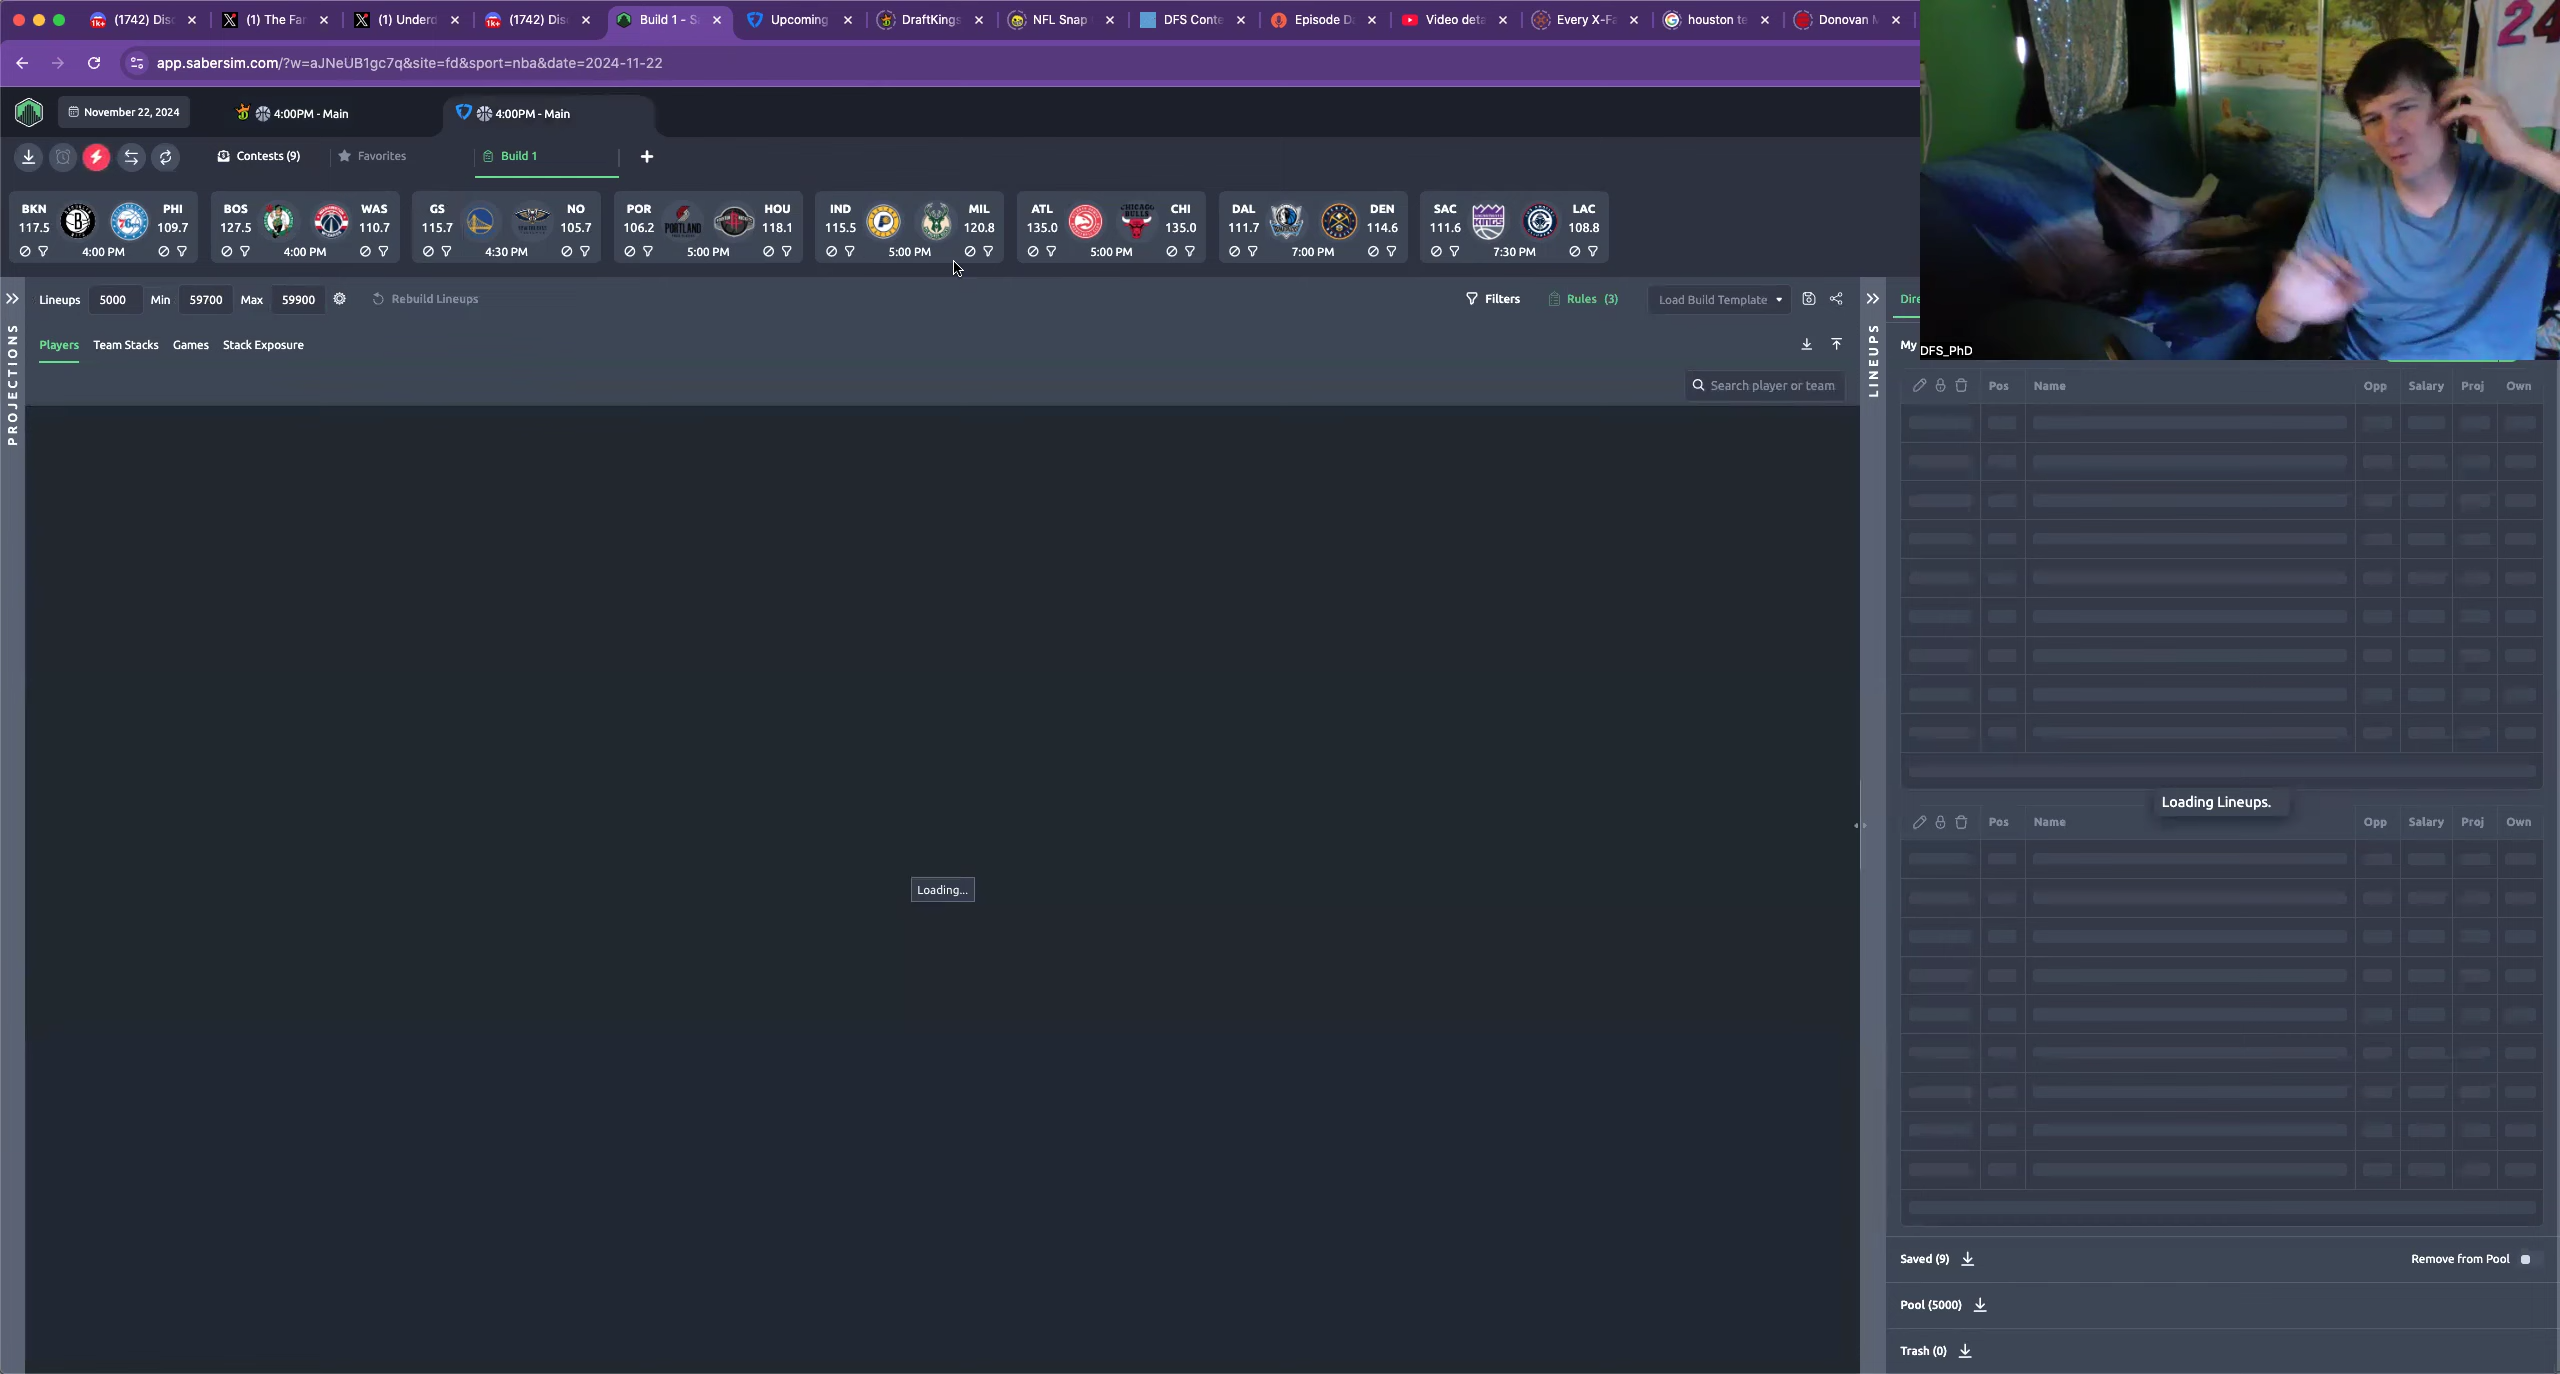 (1742) Disc
(1) The Fan
(1) Underd
(1742) Dis
Build 1 - S
Upcoming
DraftKings
NFL Snap
DFS Conte
Episode D
Video deta
Every X-Fa
houston te
Donovan M
app.sabersim.com/?w=aJNeUB1gc7q&site=fd&sport=nba&date=2024-11-22
24
November 22, 2024
4:00PM - Main
4:00PM - Main
Contests (9)
Favorites
Build 1
BKN PHI
117.5 109.7
4:00 PM
BOS WAS
127.5 110.7
4:00 PM
GS NO
115.7 105.7
4:30 PM
POR HOU
106.2 118.1
5:00 PM
IND MIL
115.5 120.8
5:00 PM
ATL CHI
135.0 135.0
5:00 PM
DAL DEN
111.7 114.6
7:00 PM
SAC LAC
111.6 108.8
7:30 PM
Lineups 5000 Min 59700 Max 59900 Rebuild Lineups
Filters Rules (3) Load Build Template
Dire
Players Team Stacks Games Stack Exposure
My
DFS_PhD
PROJECTIONS
LINEUPS
Search player or team
Pos Name Opp Salary Proj Own
Loading Lineups.
Pos Name Opp Salary Proj Own
Loading...
Saved (9) Remove from Pool
Pool (5000)
Trash (0)